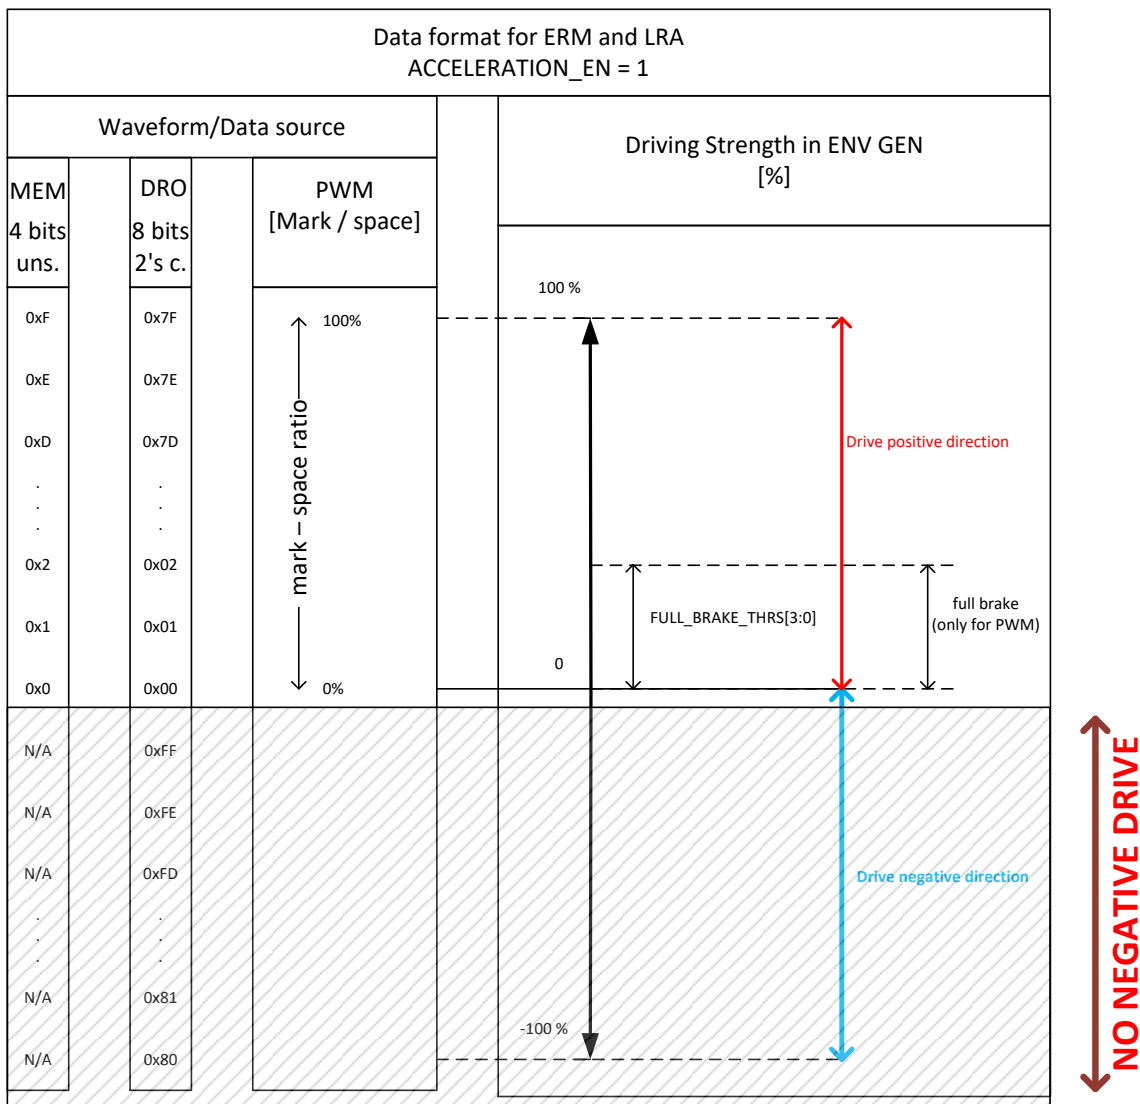 Data format for ERM and LRA
ACCELERATION_EN = 1
Waveform/Data source
Driving Strength in ENV GEN
[%]
MEM
4 bits
uns.
DRO
8 bits
2's c.
PWM
[Mark / space]
100 %
0xF
0x7F
100%
0xE
0x7E
mark – space ratio
0xD
0x7D
Drive positive direction
.
.
.
.
.
.
0x2
0x02
FULL_BRAKE_THRS[3:0]
full brake
(only for PWM)
0x1
0x01
0
0x0
0x00
0%
N/A
0xFF
NO NEGATIVE DRIVE
N/A
0xFE
N/A
0xFD
Drive negative direction
.
.
.
.
.
.
N/A
0x81
-100 %
N/A
0x80